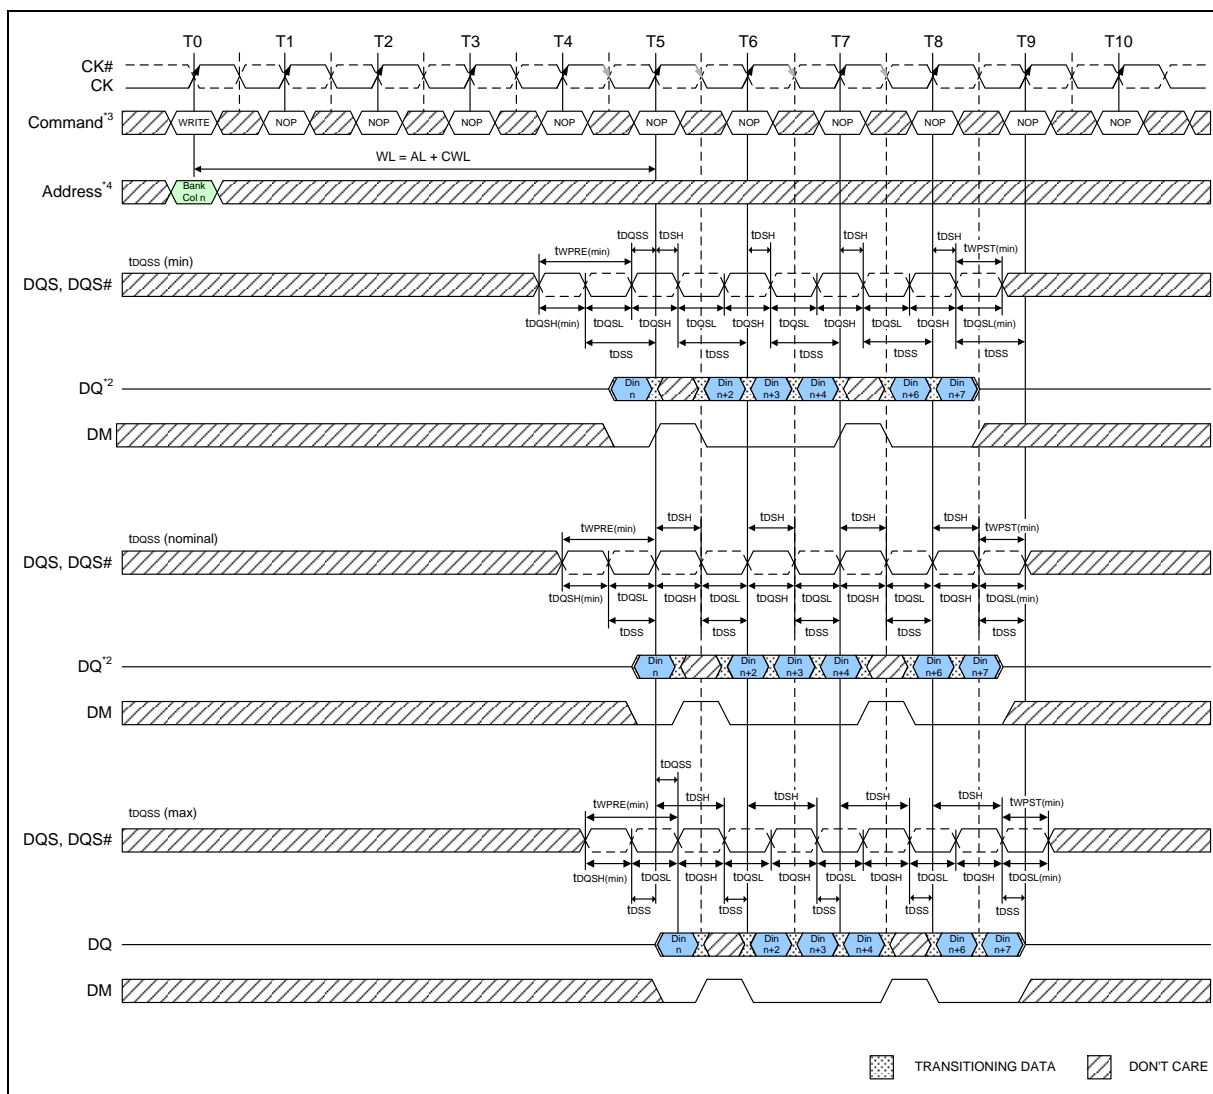 T0 T1 T2 T3 T4 T5 T6 T7 T8 T9 T10
CK#
CK
Command*3 WRITE NOP NOP NOP NOP NOP NOP NOP NOP NOP NOP
WL = AL + CWL
Address*4 Bank Col n
tDQSS tDSH tDSH tDSH tDSH
tWPRE(min) tWPST(min)
tDQSS (min)
DQS, DQS#
tDQSH(min) tDQSL tDQSH tDQSL tDQSH tDQSL tDQSH tDQSL tDQSH tDQSL(min)
tDSS tDSS tDSS tDSS tDSS
DQ*2 Din n Din n+2 Din n+3 Din n+4 Din n+6 Din n+7
DM
tWPRE(min) tDSH tDSH tDSH tDSH tWPST(min)
tDQSS (nominal)
DQS, DQS#
tDQSH(min) tDQSL tDQSH tDQSL tDQSH tDQSL tDQSH tDQSL tDQSH tDQSL(min)
tDSS tDSS tDSS tDSS tDSS
DQ*2 Din n Din n+2 Din n+3 Din n+4 Din n+6 Din n+7
DM
tDQSS
tWPRE(min) tDSH tDSH tDSH tDSH tWPST(min)
tDQSS (max)
DQS, DQS#
tDQSH(min) tDQSL tDQSH tDQSL tDQSH tDQSL tDQSH tDQSL tDQSH tDQSL(min)
tDSS tDSS tDSS tDSS tDSS
DQ Din n Din n+2 Din n+3 Din n+4 Din n+6 Din n+7
DM
TRANSITIONING DATA DON'T CARE